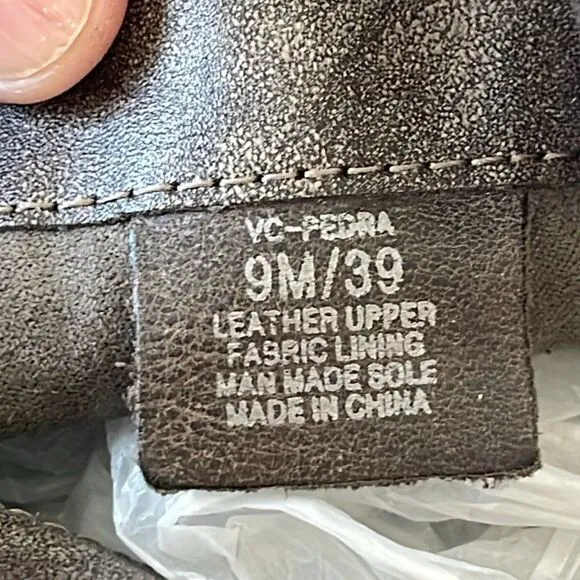 VC-PEDRA
9M/39
LEATHER UPPER
FABRIC LINING
MAN MADE SOLE
MADE IN CHINA